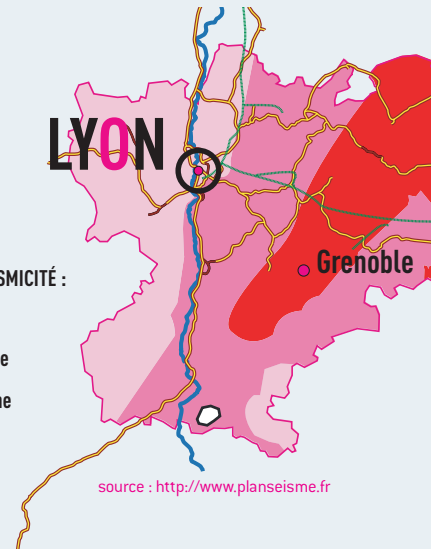 LYON
Grenoble
SMICITÉ :
e
ne
source : http://www.planseisme.fr